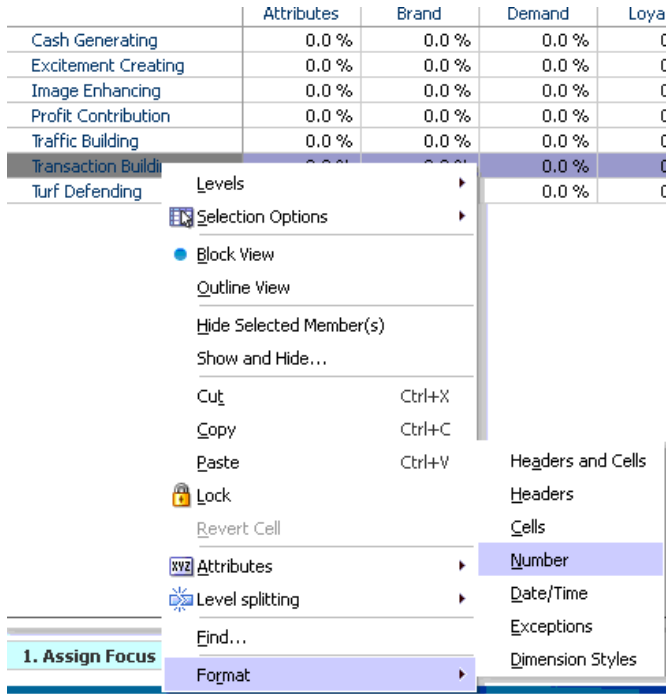 Attributes Brand Demand Loya
Cash Generating 0.0 % 0.0 % 0.0 %
Excitement Creating 0.0 % 0.0 % 0.0 %
Image Enhancing 0.0 % 0.0 % 0.0 %
Profit Contribution 0.0 % 0.0 % 0.0 %
Traffic Building 0.0 % 0.0 % 0.0 %
Transaction Buildi 0.0 %
Turf Defending 0.0 %
Levels
Selection Options
Block View
Outline View
Hide Selected Member(s)
Show and Hide...
Cut Ctrl+X
Copy Ctrl+C
Paste Ctrl+V
Lock
Revert Cell
XYZ Attributes
Level splitting
Find...
Format
Headers and Cells
Headers
Cells
Number
Date/Time
Exceptions
Dimension Styles
1. Assign Focus